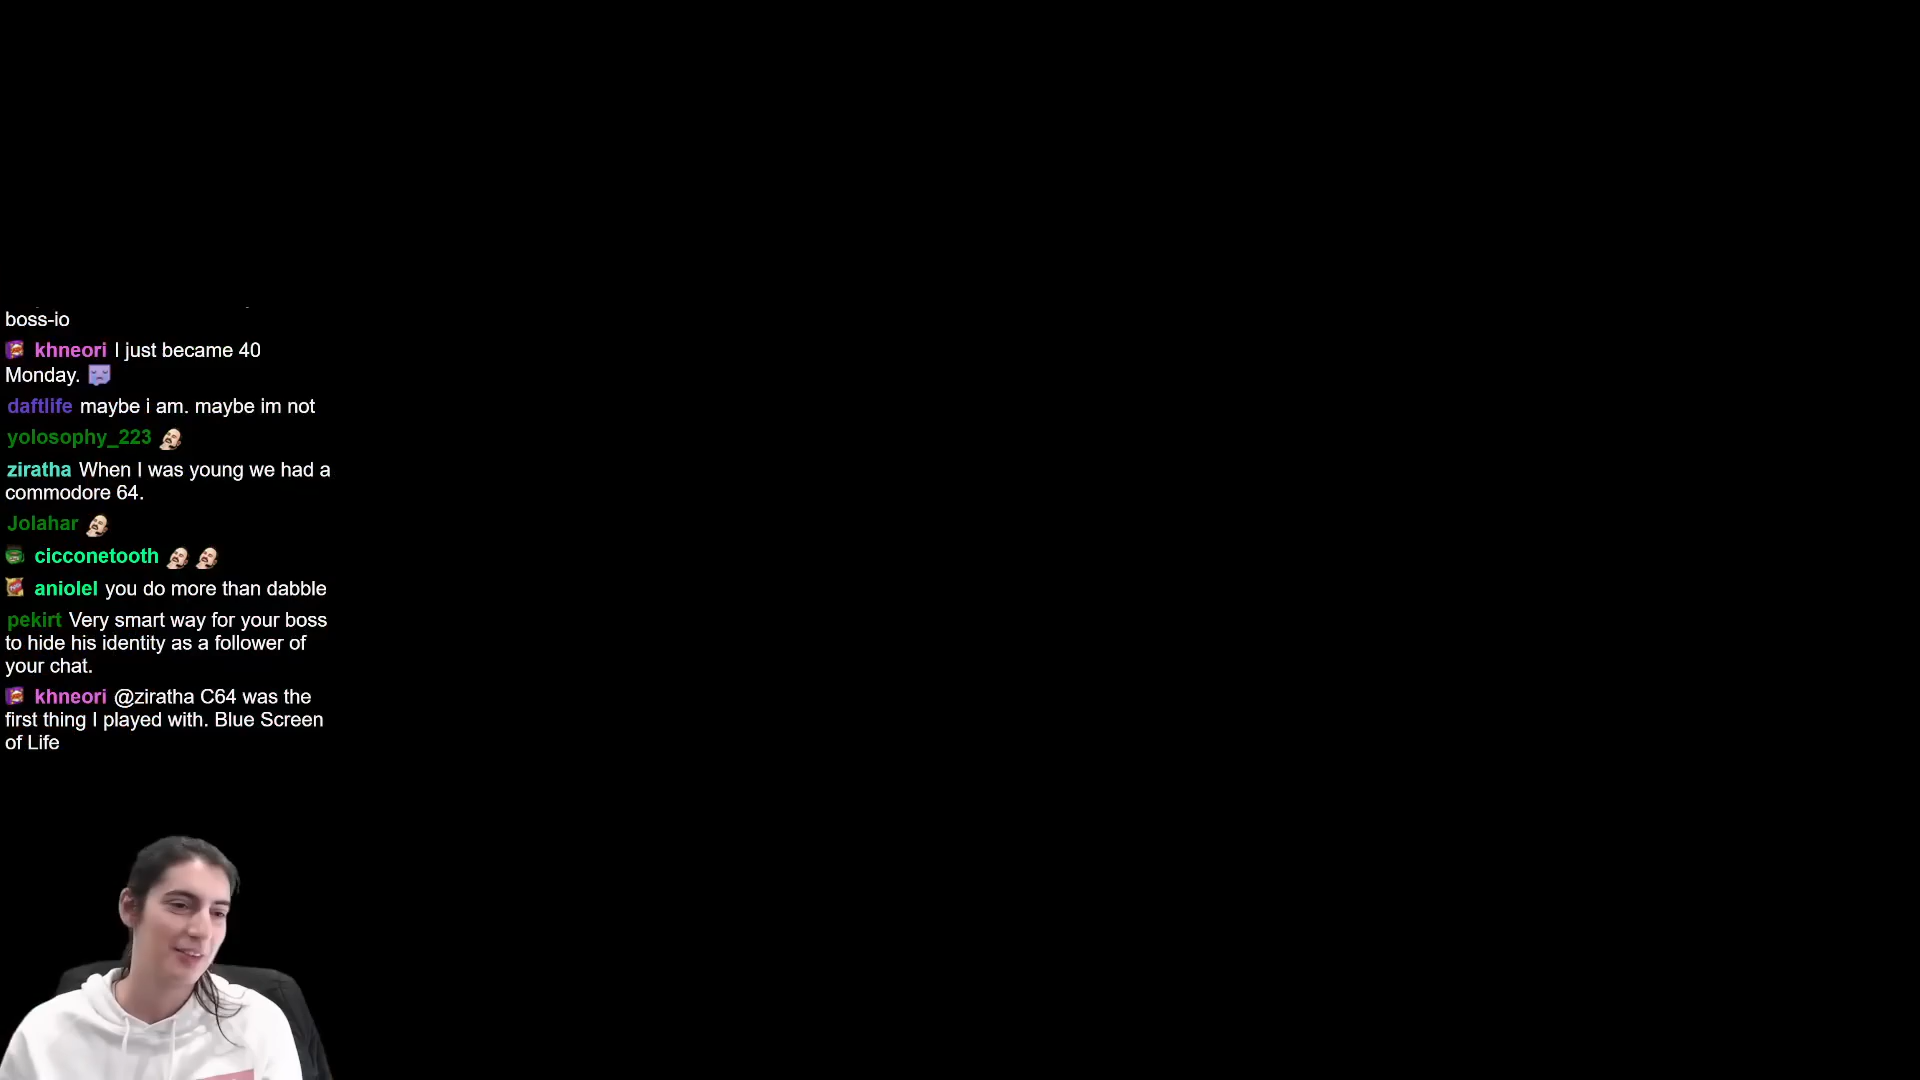 boss-io
khneori I just became 40
Monday.
daftlife maybe i am. maybe im not
yolosophy_223
ziratha When I was young we had a
commodore 64.
Jolahar
cicconetooth
aniolel you do more than dabble
pekirt Very smart way for your boss
to hide his identity as a follower of
your chat.
khneori @ziratha C64 was the
first thing I played with. Blue Screen
of Life